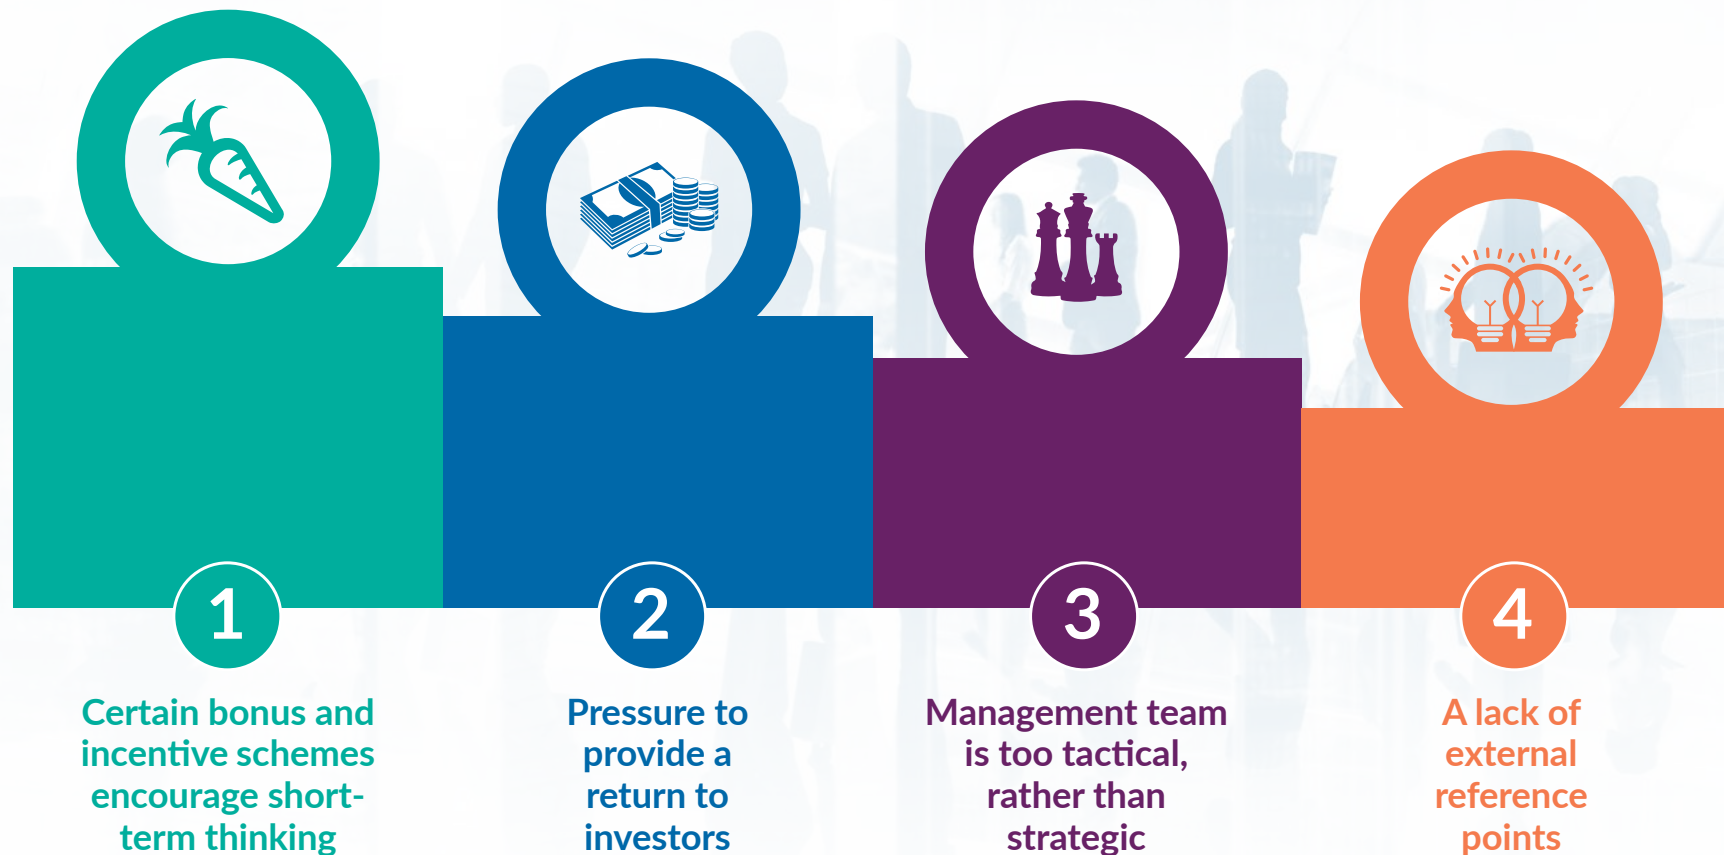 1
Certain bonus and
incentive schemes
encourage short-
term thinking
2
Pressure to
provide a
return to
investors
3
Management team
is too tactical,
rather than
strategic
4
A lack of
external
reference
points